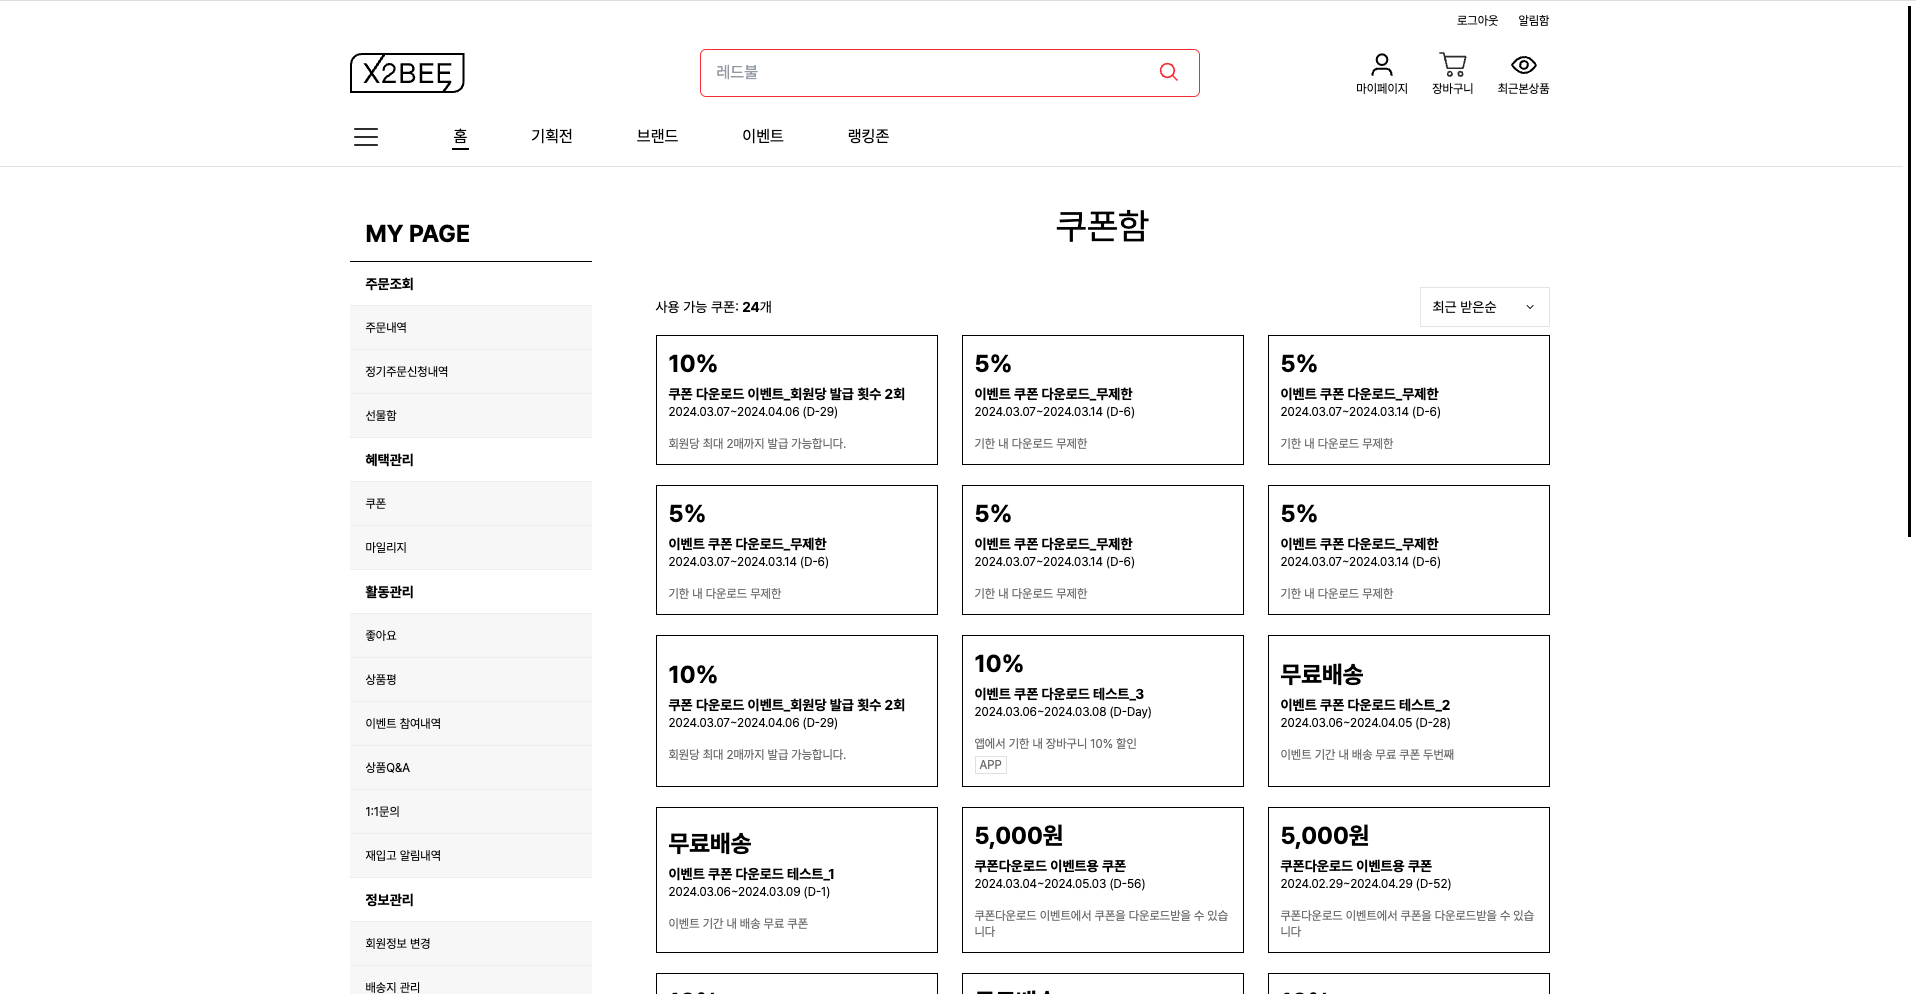 로그아웃 알림함
X2BEE
레드불
마이페이지 장바구니 최근본상품
홈 기획전 브랜드 이벤트 랭킹존
MY PAGE
주문조회
주문내역
정기주문신청내역
선물함
혜택관리
쿠폰
마일리지
활동관리
좋아요
상품평
이벤트 참여내역
상품Q&A
1:1문의
재입고 알림내역
정보관리
회원정보 변경
배송지 관리
쿠폰함
사용 가능 쿠폰: 24개
최근 받은순
10%
쿠폰 다운로드 이벤트_회원당 발급 횟수 2회
2024.03.07~2024.04.06 (D-29)
회원당 최대 2매까지 발급 가능합니다.
5%
이벤트 쿠폰 다운로드_무제한
2024.03.07~2024.03.14 (D-6)
기한 내 다운로드 무제한
5%
이벤트 쿠폰 다운로드_무제한
2024.03.07~2024.03.14 (D-6)
기한 내 다운로드 무제한
5%
이벤트 쿠폰 다운로드_무제한
2024.03.07~2024.03.14 (D-6)
기한 내 다운로드 무제한
5%
이벤트 쿠폰 다운로드_무제한
2024.03.07~2024.03.14 (D-6)
기한 내 다운로드 무제한
5%
이벤트 쿠폰 다운로드_무제한
2024.03.07~2024.03.14 (D-6)
기한 내 다운로드 무제한
10%
쿠폰 다운로드 이벤트_회원당 발급 횟수 2회
2024.03.07~2024.04.06 (D-29)
회원당 최대 2매까지 발급 가능합니다.
10%
이벤트 쿠폰 다운로드 테스트_3
2024.03.06~2024.03.08 (D-Day)
앱에서 기한 내 장바구니 10% 할인
APP
무료배송
이벤트 쿠폰 다운로드 테스트_2
2024.03.06~2024.04.05 (D-28)
이벤트 기간 내 배송 무료 쿠폰 두번째
무료배송
이벤트 쿠폰 다운로드 테스트_1
2024.03.06~2024.03.09 (D-1)
이벤트 기간 내 배송 무료 쿠폰
5,000원
쿠폰다운로드 이벤트용 쿠폰
2024.03.04~2024.05.03 (D-56)
쿠폰다운로드 이벤트에서 쿠폰을 다운로드받을 수 있습
니다
5,000원
쿠폰다운로드 이벤트용 쿠폰
2024.02.29~2024.04.29 (D-52)
쿠폰다운로드 이벤트에서 쿠폰을 다운로드받을 수 있습
니다